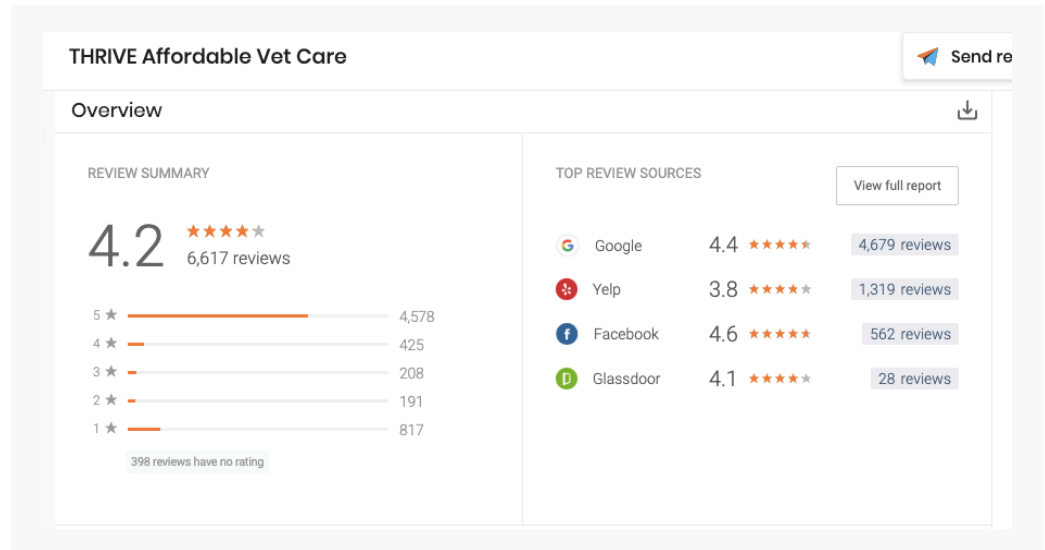 THRIVE Affordable Vet Care
Send re
Overview
REVIEW SUMMARY
4.2
6,617 reviews
5 ★ 4,578
4 ★ 425
3 ★ 208
2 ★ 191
1 ★ 817
398 reviews have no rating
TOP REVIEW SOURCES
View full report
Google 4.4 4,679 reviews
Yelp 3.8 1,319 reviews
Facebook 4.6 562 reviews
Glassdoor 4.1 28 reviews